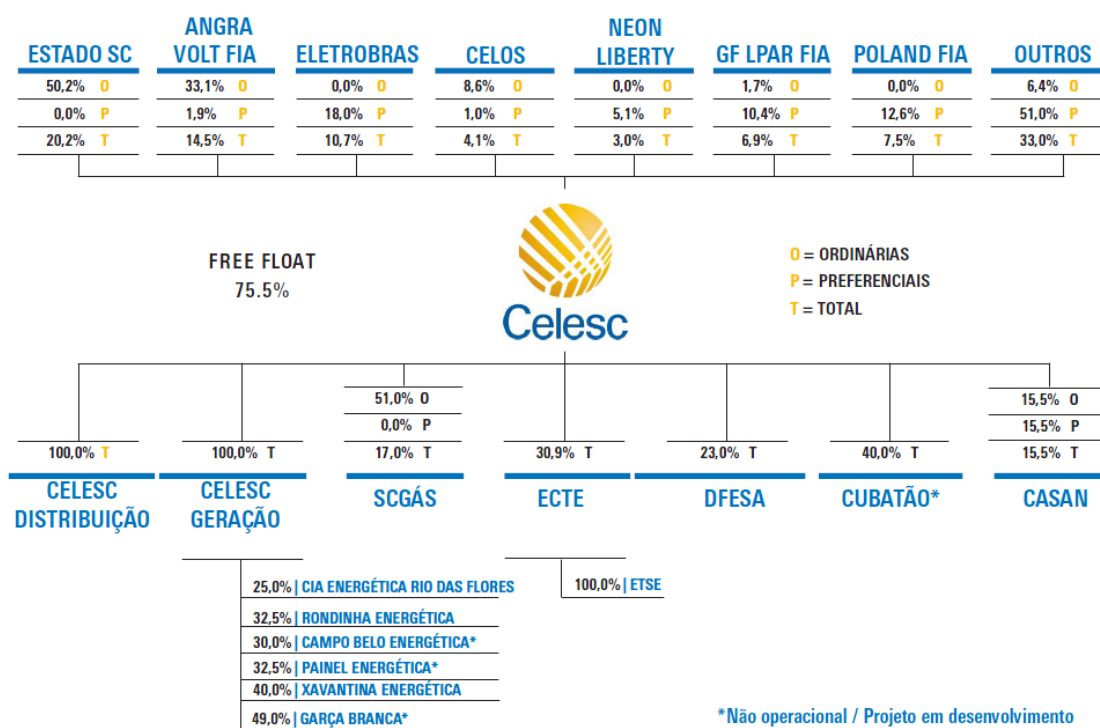 ESTADO SC
ANGRA
VOLT FIA
ELETROBRAS
CELOS
NEON
LIBERTY
GF LPAR FIA
POLAND FIA
OUTROS
50,2% O
33,1% O
0,0% O
8,6% O
0,0% O
1,7% O
0,0% O
6,4% O
0,0% P
1,9% P
18,0% P
1,0% P
5,1% P
10,4% P
12,6% P
51,0% P
20,2% T
14,5% T
10,7% T
4,1% T
3,0% T
6,9% T
7,5% T
33,0% T
FREE FLOAT
75.5%
Celesc
O = ORDINÁRIAS
P = PREFERENCIAIS
T = TOTAL
100,0% T
CELESC
DISTRIBUIÇÃO
100,0% T
CELESC
GERAÇÃO
51,0% O
0,0% P
17,0% T
SCGÁS
30,9% T
ECTE
23,0% T
DFESA
40,0% T
CUBATÃO*
15,5% O
15,5% P
15,5% T
CASAN
25,0% | CIA ENERGÉTICA RIO DAS FLORES
32,5% | RONDINHA ENERGÉTICA
30,0% | CAMPO BELO ENERGÉTICA*
32,5% | PAINEL ENERGÉTICA*
40,0% | XAVANTINA ENERGÉTICA
49,0% | GARÇA BRANCA*
100,0% | ETSE
*Não operacional / Projeto em desenvolvimento